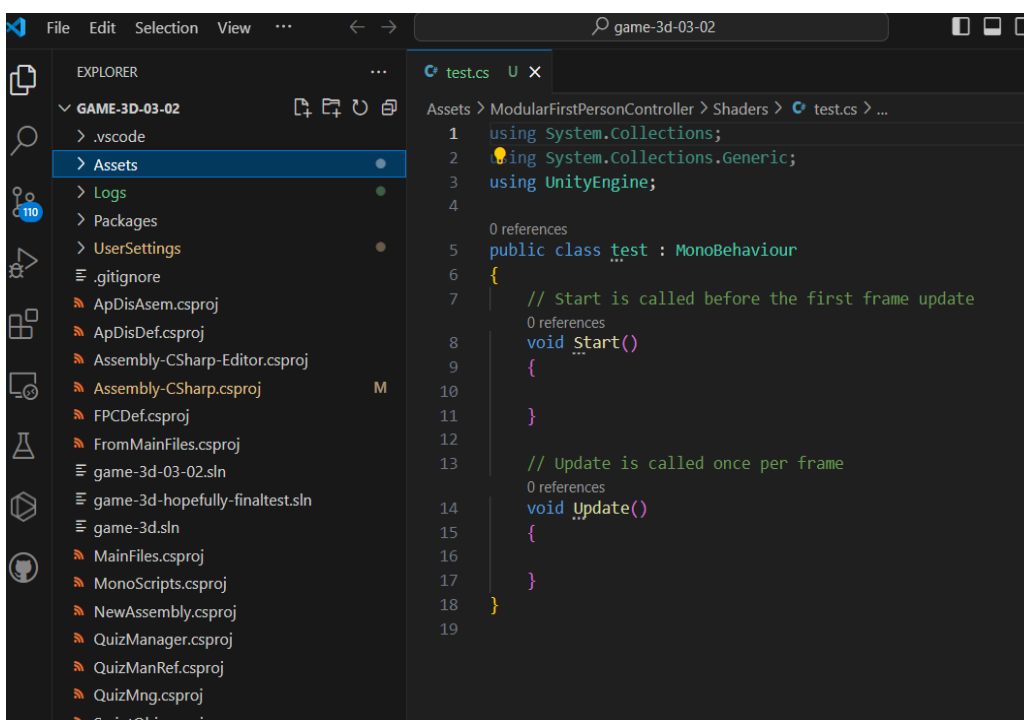 File Edit Selection View ···
game-3d-03-02
EXPLORER ···
GAME-3D-03-02
.vscode
Assets
Logs
110
Packages
UserSettings
.gitignore
ApDisAsem.csproj
ApDisDef.csproj
Assembly-CSharp-Editor.csproj
Assembly-CSharp.csproj M
FPCDef.csproj
FromMainFiles.csproj
game-3d-03-02.sln
game-3d-hopefully-finaltest.sln
game-3d.sln
MainFiles.csproj
MonoScripts.csproj
NewAssembly.csproj
QuizManager.csproj
QuizManRef.csproj
QuizMng.csproj
C# test.cs U
Assets > ModularFirstPersonController > Shaders > C# test.cs > ...
1 using System.Collections;
2 using System.Collections.Generic;
3 using UnityEngine;
4
0 references
5 public class test : MonoBehaviour
6 {
7 // Start is called before the first frame update
0 references
8 void Start()
9 {
10
11 }
12
13 // Update is called once per frame
0 references
14 void Update()
15 {
16
17 }
18 }
19